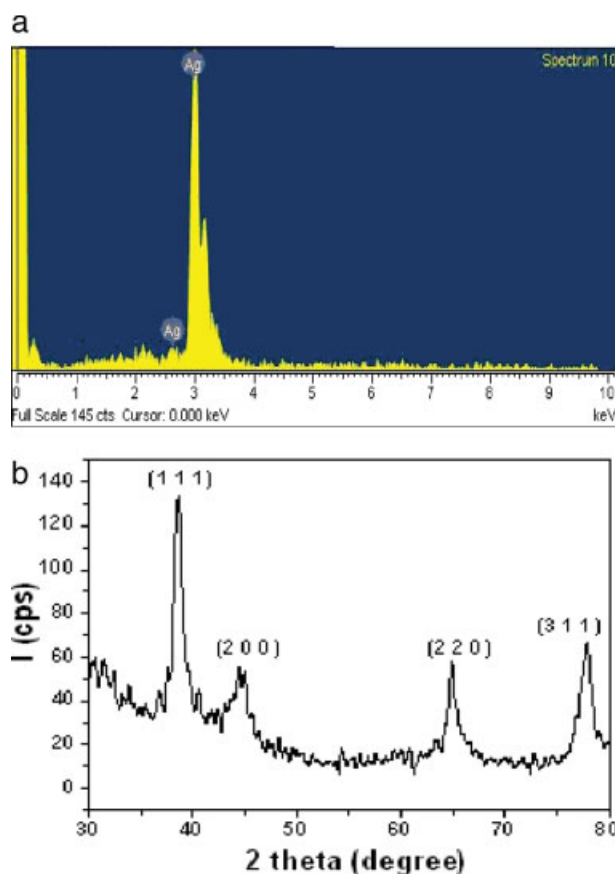 a
Spectrum 10
Ag
Ag
0 1 2 3 4 5 6 7 8 9 10
Full Scale 145 cts Cursor: 0.000 keV keV
b
(1 1 1)
(2 0 0)
(2 2 0)
(3 1 1)
I (cps)
140
120
100
80
60
40
20
0
30 40 50 60 70 80
2 theta (degree)